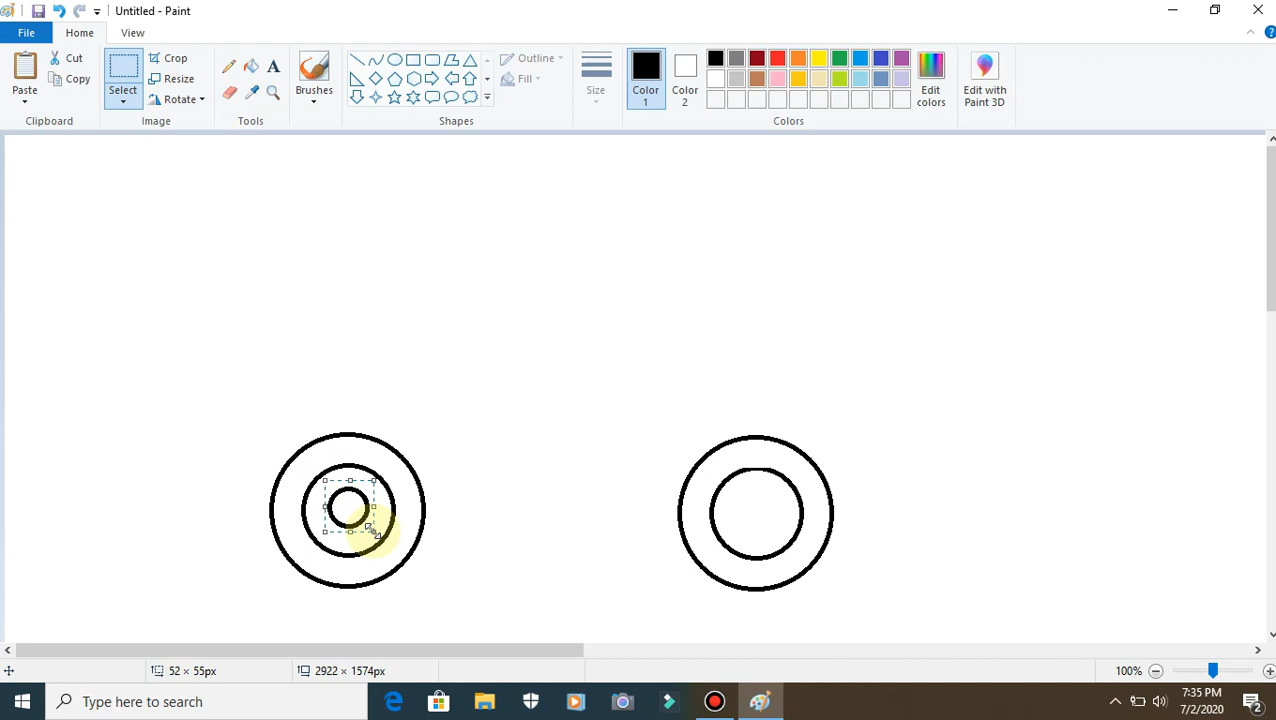 Untitled - Paint
File
Home
View
Paste
Cut
Copy
Clipboard
Select
Crop
Resize
Rotate
Image
A
Tools
Brushes
Shapes
Outline
Fill
Size
Color
1
Color
2
Edit
colors
Colors
Edit with
Paint 3D
52 × 55px
2922 × 1574px
100%
Type here to search
7:35 PM
7/2/2020
2